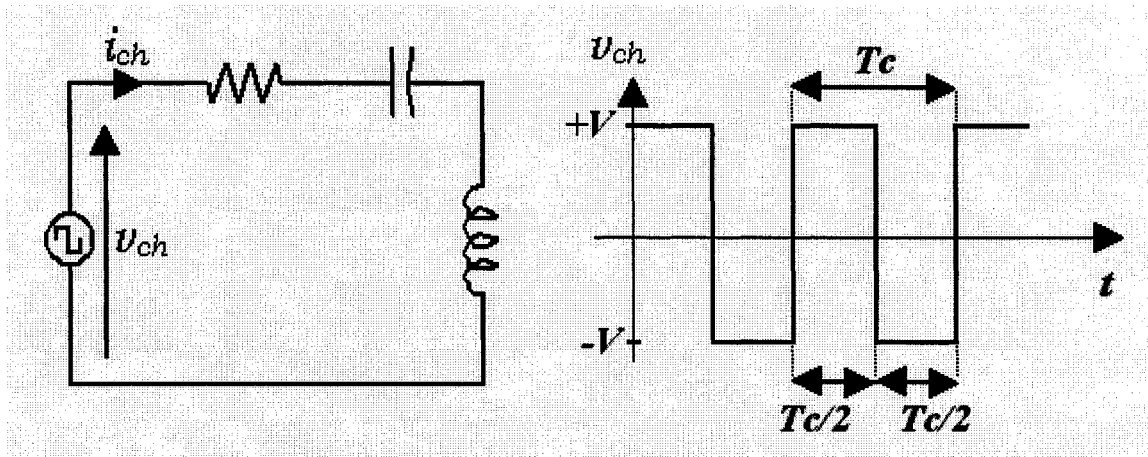 i_ch
v_ch
v_ch
Tc
+V
-V
t
Tc/2 Tc/2